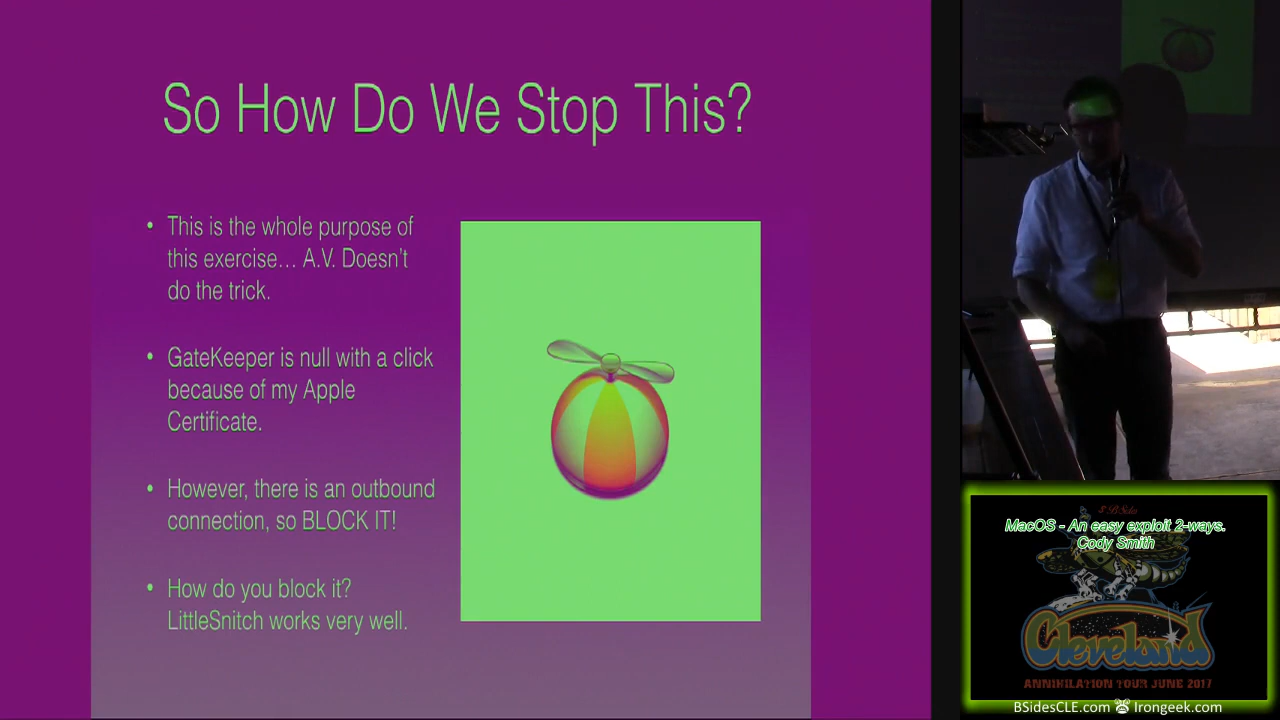 So How Do We Stop This?
• This is the whole purpose of
this exercise… A.V. Doesn't
do the trick.
• GateKeeper is null with a click
because of my Apple
Certificate.
• However, there is an outbound
connection, so BLOCK IT!
• How do you block it?
LittleSnitch works very well.
BSides
MacOS - An easy exploit 2-ways.
Cody Smith
Cleveland
ANNIHILATION TOUR JUNE 2017
BSidesCLE.com Irongeek.com